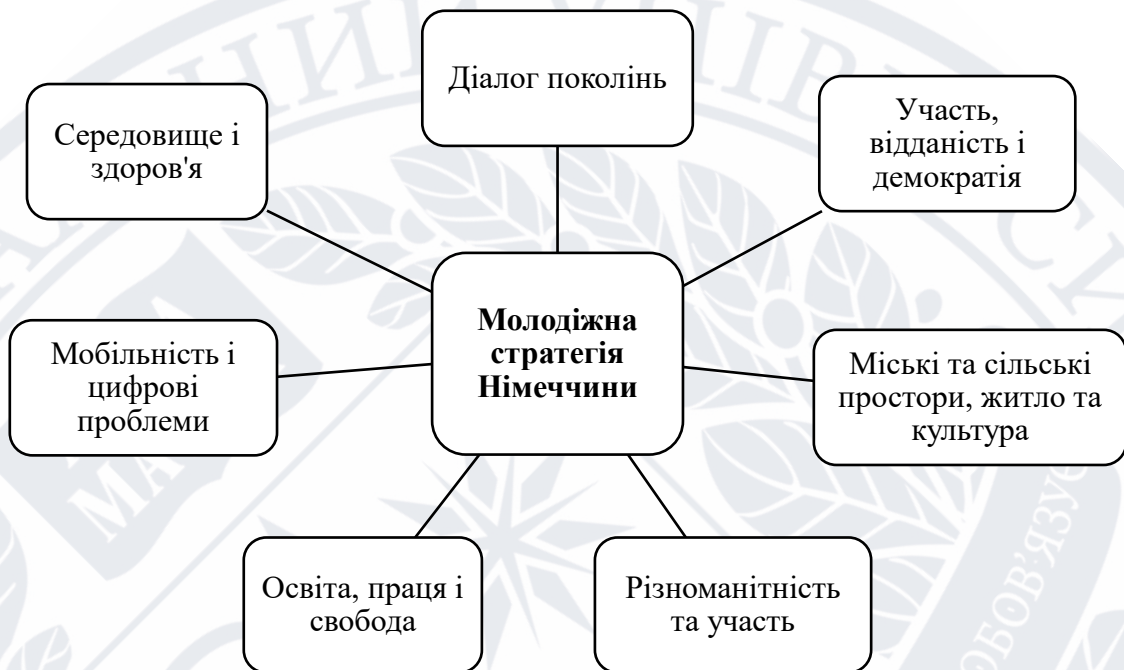 Діалог поколінь
Участь,
відданість і
демократія
Міські та сільські
простори, житло та
культура
Різноманітність
та участь
Освіта, праця і
свобода
Мобільність і
цифрові
проблеми
Середовище і
здоров'я
Молодіжна
стратегія
Німеччини